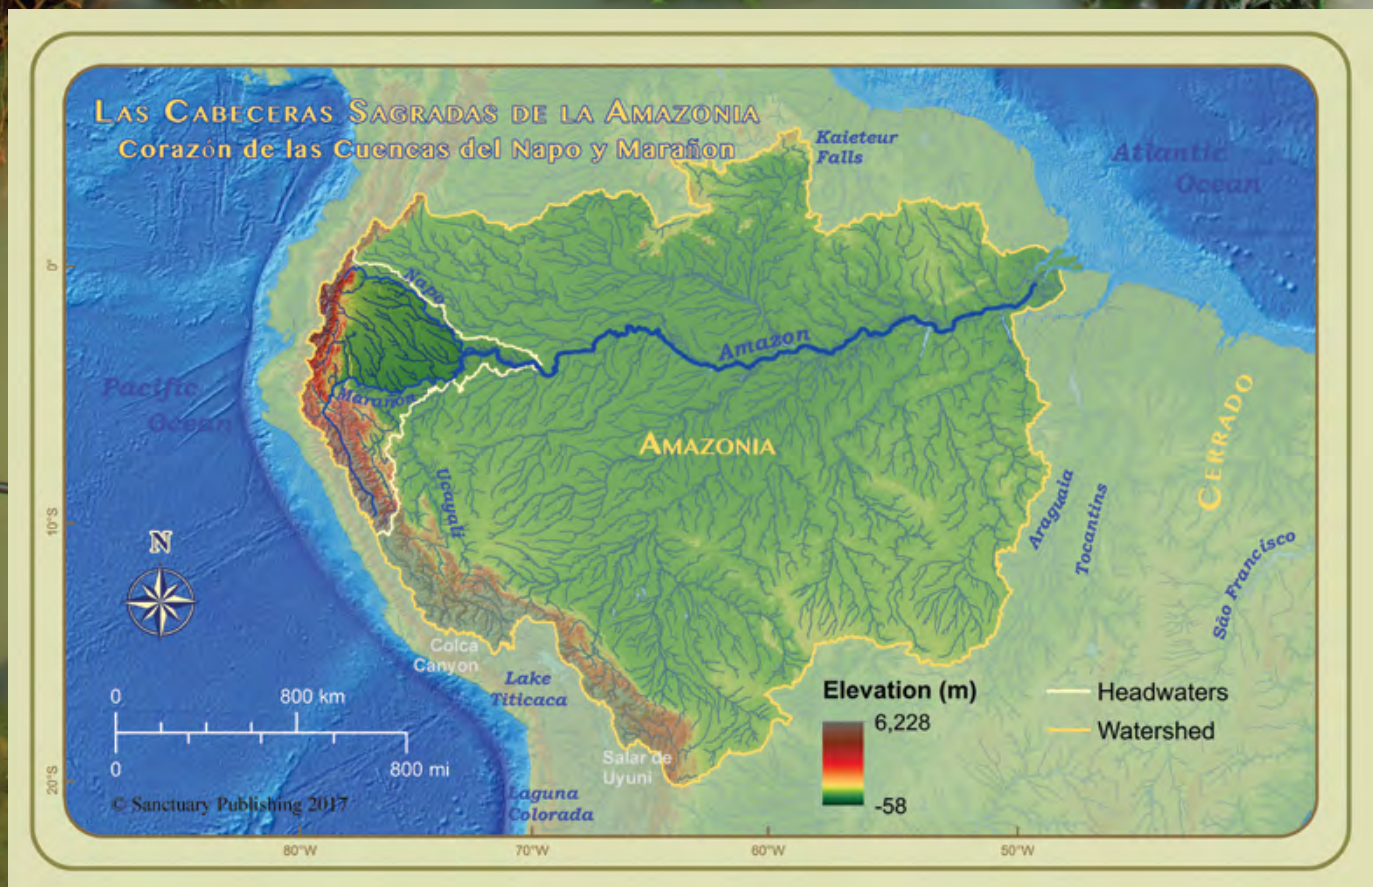 LAS CABECERAS SAGRADAS DE LA AMAZONIA
Corazón de las Cuencas del Napo y Marañon
Kaieteur
Falls
Atlantic
Ocean
0°
Napo
Amazon
Pacific
Ocean
Marañon
AMAZONIA
CERRADO
Ucayali
10°S
Araguaia
Tocantins
São Francisco
N
Colca
Canyon
Lake
Titicaca
0 800 km
0 800 mi
Elevation (m)
6,228
-58
Headwaters
Watershed
Salar de
Uyuni
20°S
© Sanctuary Publishing 2017
Laguna
Colorada
80°W 70°W 60°W 50°W